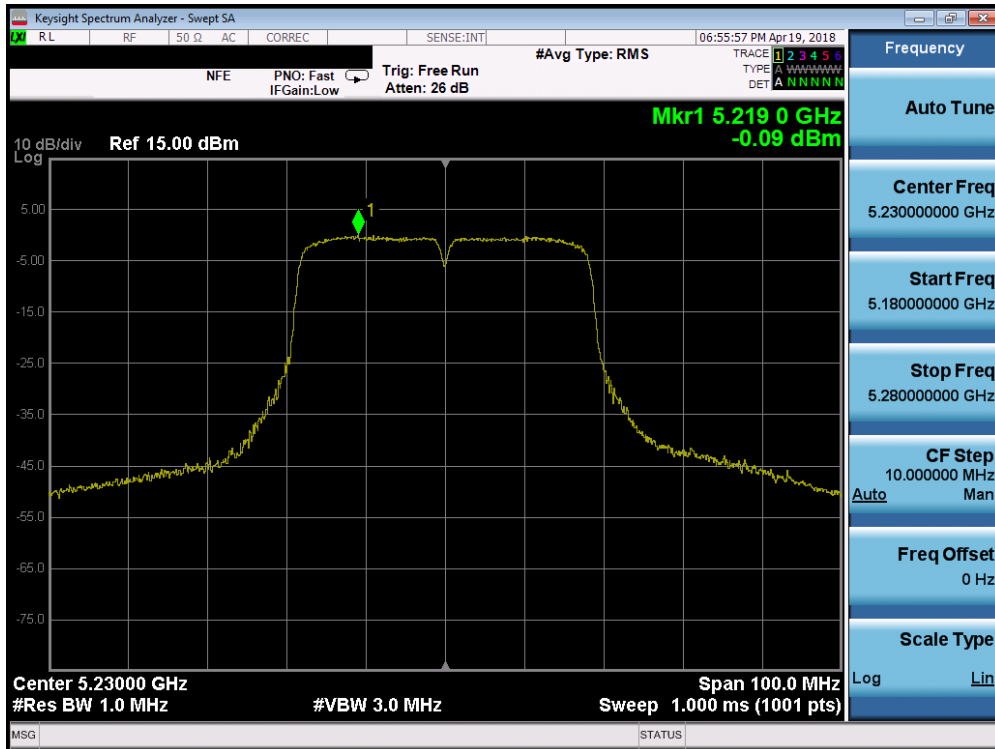 Keysight Spectrum Analyzer - Swept SA
LXI RL RF 50 Ω AC CORREC SENSE:INT 06:55:57 PM Apr 19, 2018
#Avg Type: RMS TRACE 1 2 3 4 5 6
NFE PNO: Fast Trig: Free Run TYPE A WWWWW
IFGain:Low Atten: 26 dB DET A N N N N N
Mkr1 5.219 0 GHz
-0.09 dBm
10 dB/div Ref 15.00 dBm
Log
1
5.00
-5.00
-15.0
-25.0
-35.0
-45.0
-55.0
-65.0
-75.0
Center 5.23000 GHz Span 100.0 MHz
#Res BW 1.0 MHz #VBW 3.0 MHz Sweep 1.000 ms (1001 pts)
MSG STATUS
Frequency
Auto Tune
Center Freq
5.230000000 GHz
Start Freq
5.180000000 GHz
Stop Freq
5.280000000 GHz
CF Step
10.000000 MHz
Auto Man
Freq Offset
0 Hz
Scale Type
Log Lin